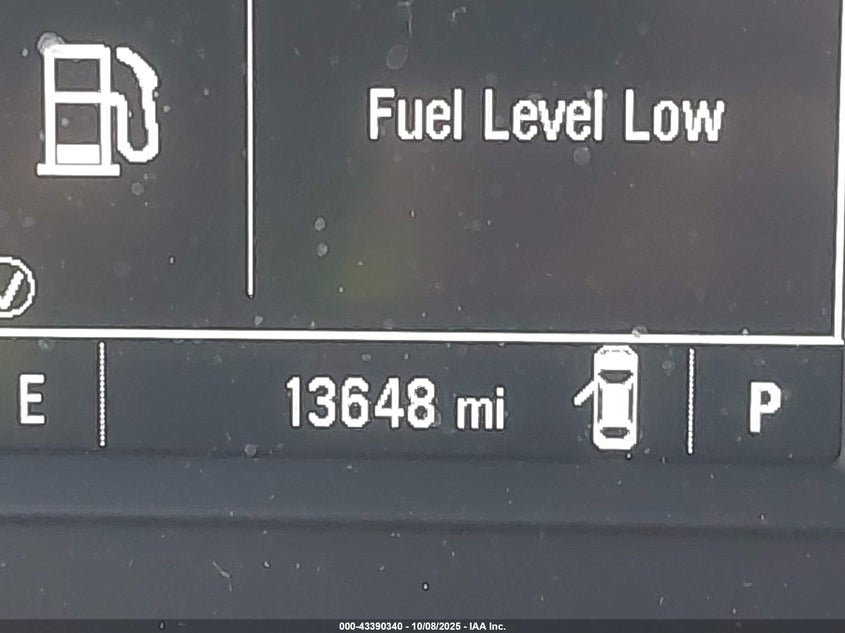 Fuel Level Low
E
13648 mi
P
000-43390340 - 10/08/2025 - IAA Inc.